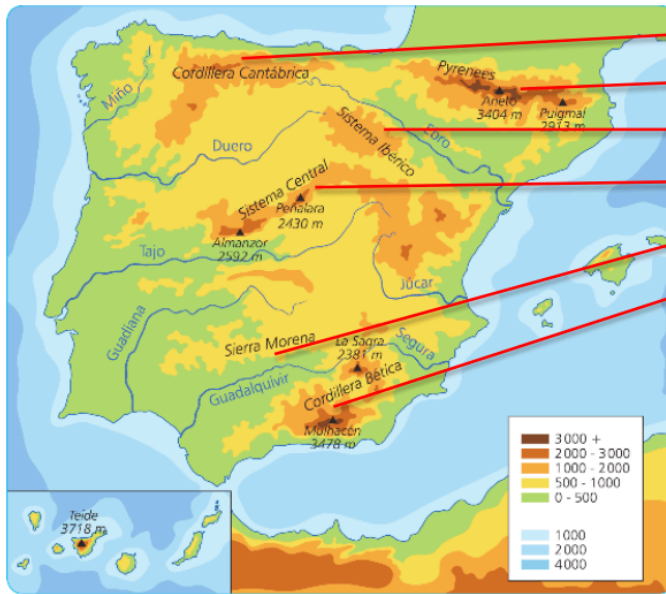 Cordillera Cantábrica
Pyrenees
Aneto
3404 m
Puigmal
2913 m
Miño
Duero
Sistema Ibérico
Ebro
Sistema Central
Peñalara
2430 m
Almanzor
2592 m
Tajo
Júcar
Guadiana
Sierra Morena
La Sagra
2381 m
Segura
Guadalquivir
Cordillera Bética
Mulhacén
3478 m
Teide
3718 m
3000 +
2000 - 3000
1000 - 2000
500 - 1000
0 - 500
1000
2000
4000